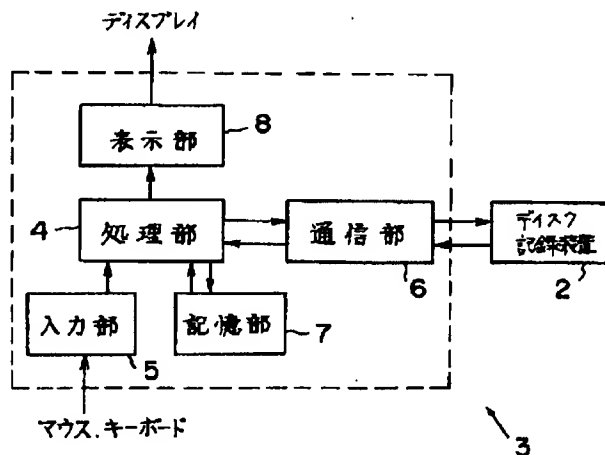 ディスプレイ
表示部
8
4
処理部
通信部
6
ディスク
記録装置
2
入力部
5
記憶部
7
マウス.キーボード
3